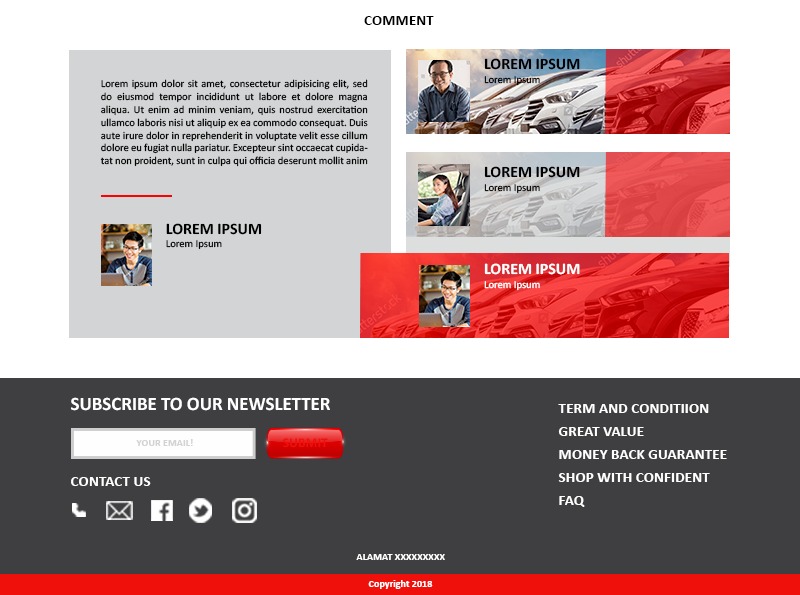 COMMENT
Lorem ipsum dolor sit amet, consectetur adipisicing elit, sed
do eiusmod tempor incididunt ut labore et dolore magna
aliqua. Ut enim ad minim veniam, quis nostrud exercitation
ullamco laboris nisi ut aliquip ex ea commodo consequat. Duis
aute irure dolor in reprehenderit in voluptate velit esse cillum
dolore eu fugiat nulla pariatur. Excepteur sint occaecat cupida-
tat non proident, sunt in culpa qui officia deserunt mollit anim
LOREM IPSUM
Lorem Ipsum
LOREM IPSUM
Lorem Ipsum
LOREM IPSUM
Lorem Ipsum
LOREM IPSUM
Lorem Ipsum
SUBSCRIBE TO OUR NEWSLETTER
YOUR EMAIL!
SUBMIT
CONTACT US
TERM AND CONDITIION
GREAT VALUE
MONEY BACK GUARANTEE
SHOP WITH CONFIDENT
FAQ
ALAMAT XXXXXXXXX
Copyright 2018